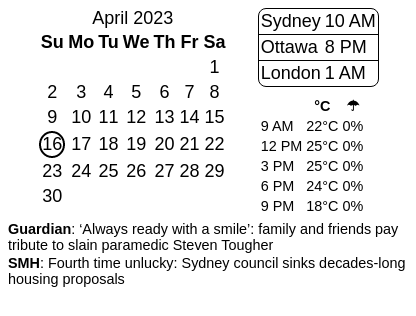 April 2023
Su Mo Tu We Th Fr Sa
1
2 3 4 5 6 7 8
9 10 11 12 13 14 15
16 17 18 19 20 21 22
23 24 25 26 27 28 29
30
Sydney 10 AM
Ottawa 8 PM
London 1 AM
°C ☂
9 AM 22°C 0%
12 PM 25°C 0%
3 PM 25°C 0%
6 PM 24°C 0%
9 PM 18°C 0%
Guardian: ‘Always ready with a smile’: family and friends pay
tribute to slain paramedic Steven Tougher
SMH: Fourth time unlucky: Sydney council sinks decades-long
housing proposals